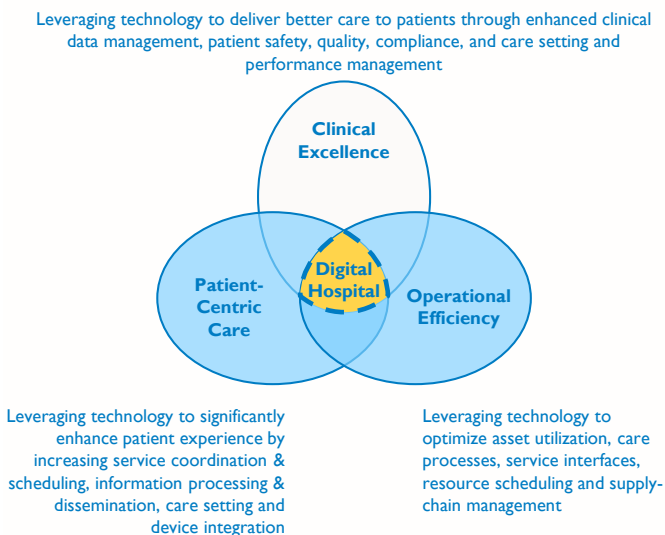 Leveraging technology to deliver better care to patients through enhanced clinical
data management, patient safety, quality, compliance, and care setting and
performance management
Clinical
Excellence
Digital
Hospital
Patient-
Centric
Care
Operational
Efficiency
Leveraging technology to significantly
enhance patient experience by
increasing service coordination &
scheduling, information processing &
dissemination, care setting and
device integration
Leveraging technology to
optimize asset utilization, care
processes, service interfaces,
resource scheduling and supply-
chain management